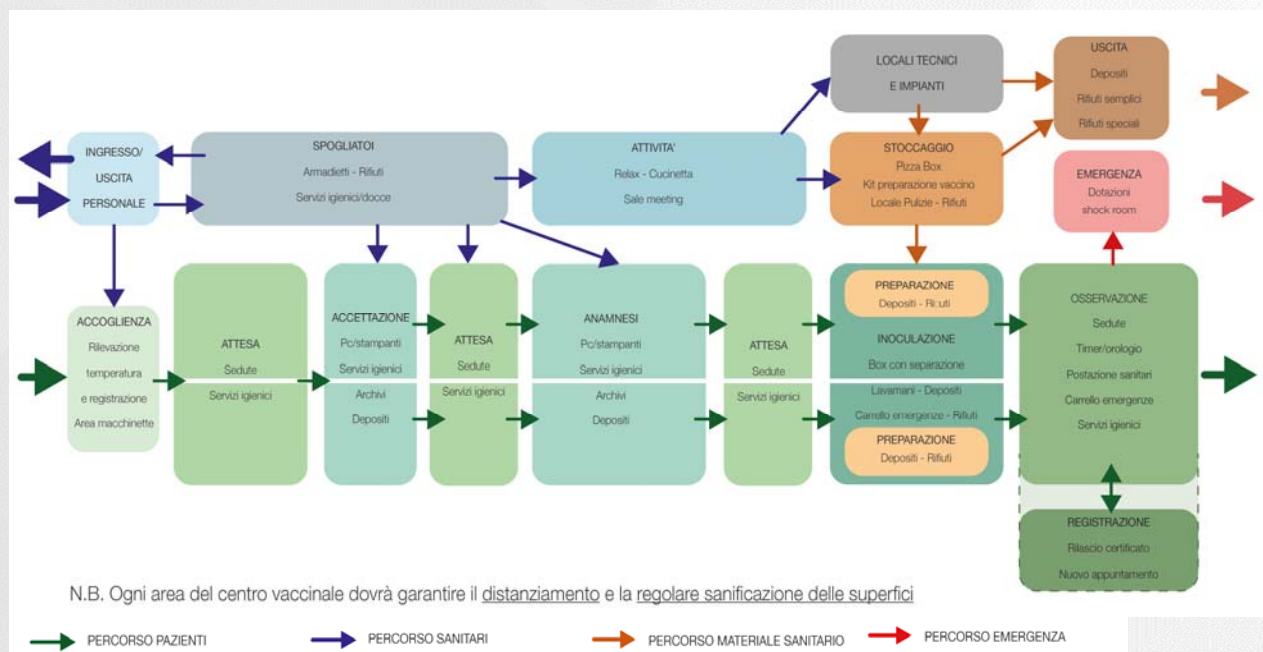 LOCALI TECNICI
E IMPIANTI
USCITA
Depositi
Rifiuti semplici
Rifiuti speciali
INGRESSO/
USCITA
PERSONALE
SPOGLIATOI
Armadietti - Rifiuti
Servizi igienici/docce
ATTIVITA'
Relax - Cucinetta
Sale meeting
STOCCAGGIO
Pizza Box
Kit preparazione vaccino
Locale Pulizie - Rifiuti
EMERGENZA
Dotazioni
shock room
ACCOGLIENZA
Rilevazione
temperatura
e registrazione
Area macchinette
ATTESA
Sedute
Servizi igienici
ACCETTAZIONE
Pc/stampanti
Servizi igienici
Archivi
Depositi
ATTESA
Sedute
Servizi igienici
ANAMNESI
Pc/stampanti
Servizi igienici
Archivi
Depositi
ATTESA
Sedute
Servizi igienici
PREPARAZIONE
Depositi - Ri:uti
INOCULAZIONE
Box con separazione
Lavamani - Depositi
Carrello emergenze - Rifiuti
PREPARAZIONE
Depositi - Rifiuti
OSSERVAZIONE
Sedute
Timer/orologio
Postazione sanitari
Carrello emergenze
Servizi igienici
REGISTRAZIONE
Rilascio certificato
Nuovo appuntamento
N.B. Ogni area del centro vaccinale dovrà garantire il distanziamento e la regolare sanificazione delle superfici
PERCORSO PAZIENTI
PERCORSO SANITARI
PERCORSO MATERIALE SANITARIO
PERCORSO EMERGENZA